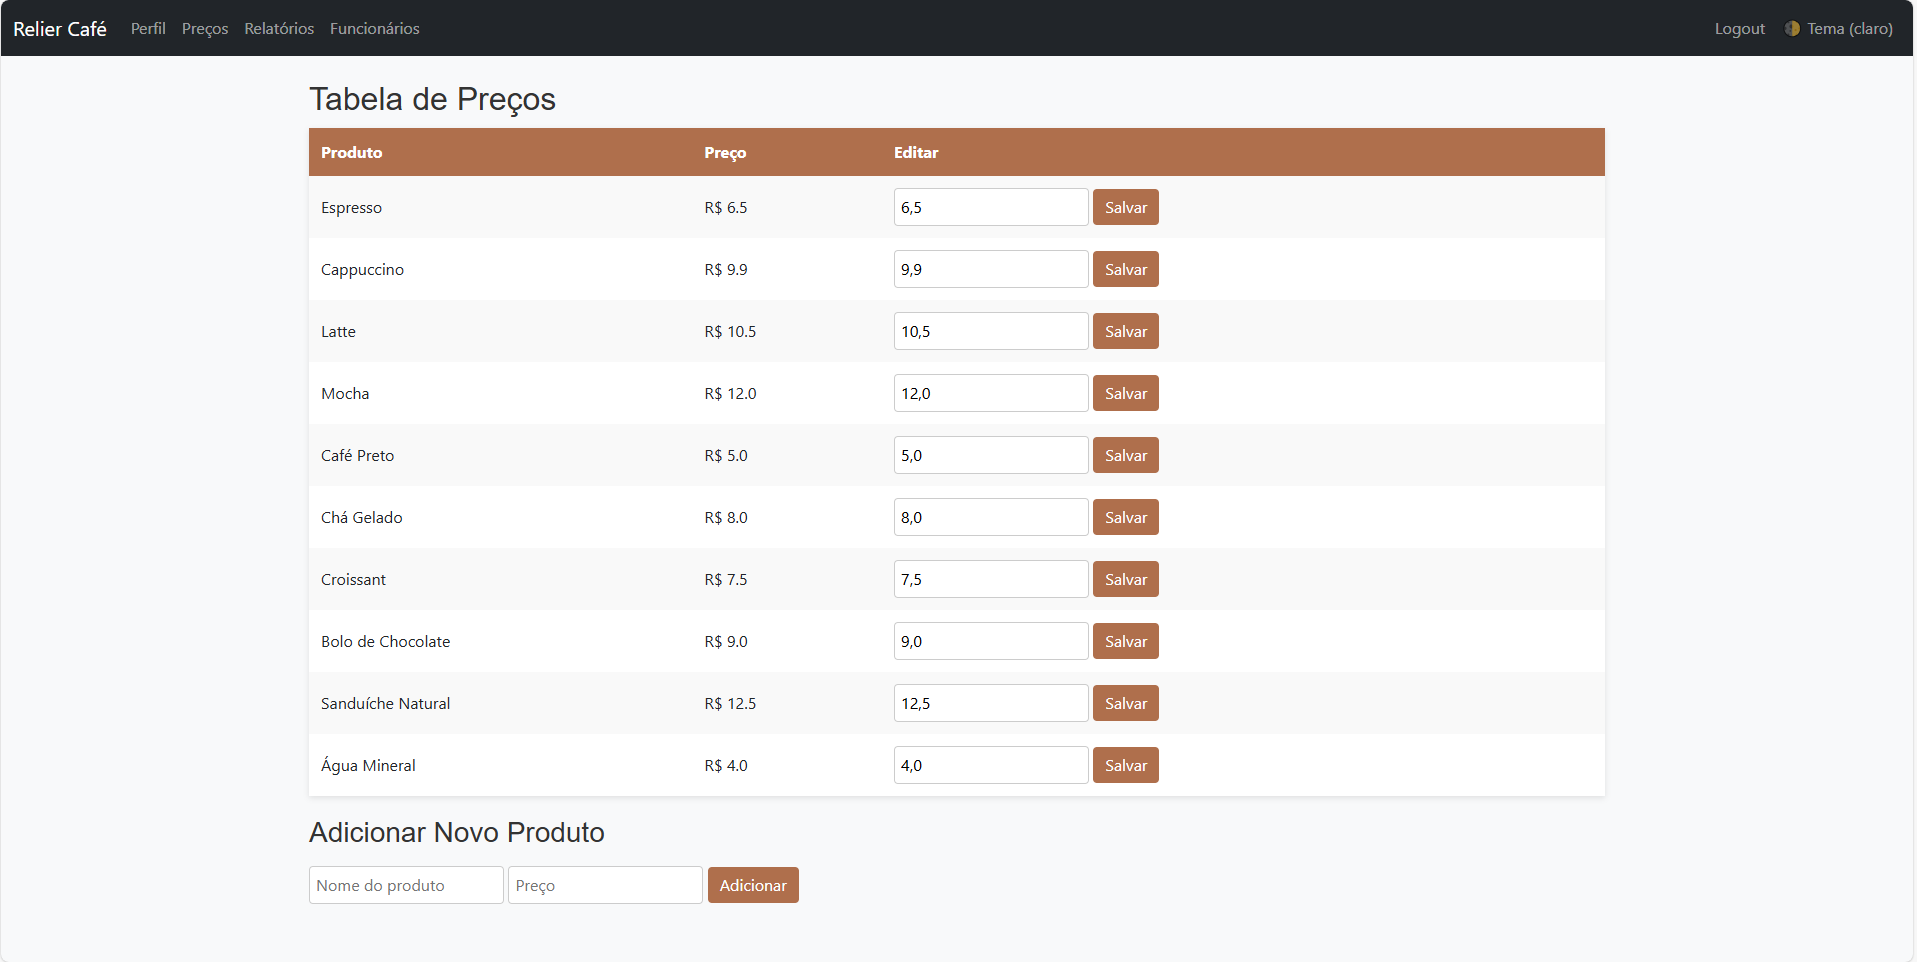 Relier Café Perfil Preços Relatórios Funcionários Logout Tema (claro)
Tabela de Preços
Produto Preço Editar
Espresso R$ 6.5 6,5 Salvar
Cappuccino R$ 9.9 9,9 Salvar
Latte R$ 10.5 10,5 Salvar
Mocha R$ 12.0 12,0 Salvar
Café Preto R$ 5.0 5,0 Salvar
Chá Gelado R$ 8.0 8,0 Salvar
Croissant R$ 7.5 7,5 Salvar
Bolo de Chocolate R$ 9.0 9,0 Salvar
Sanduíche Natural R$ 12.5 12,5 Salvar
Água Mineral R$ 4.0 4,0 Salvar
Adicionar Novo Produto
Nome do produto Preço Adicionar